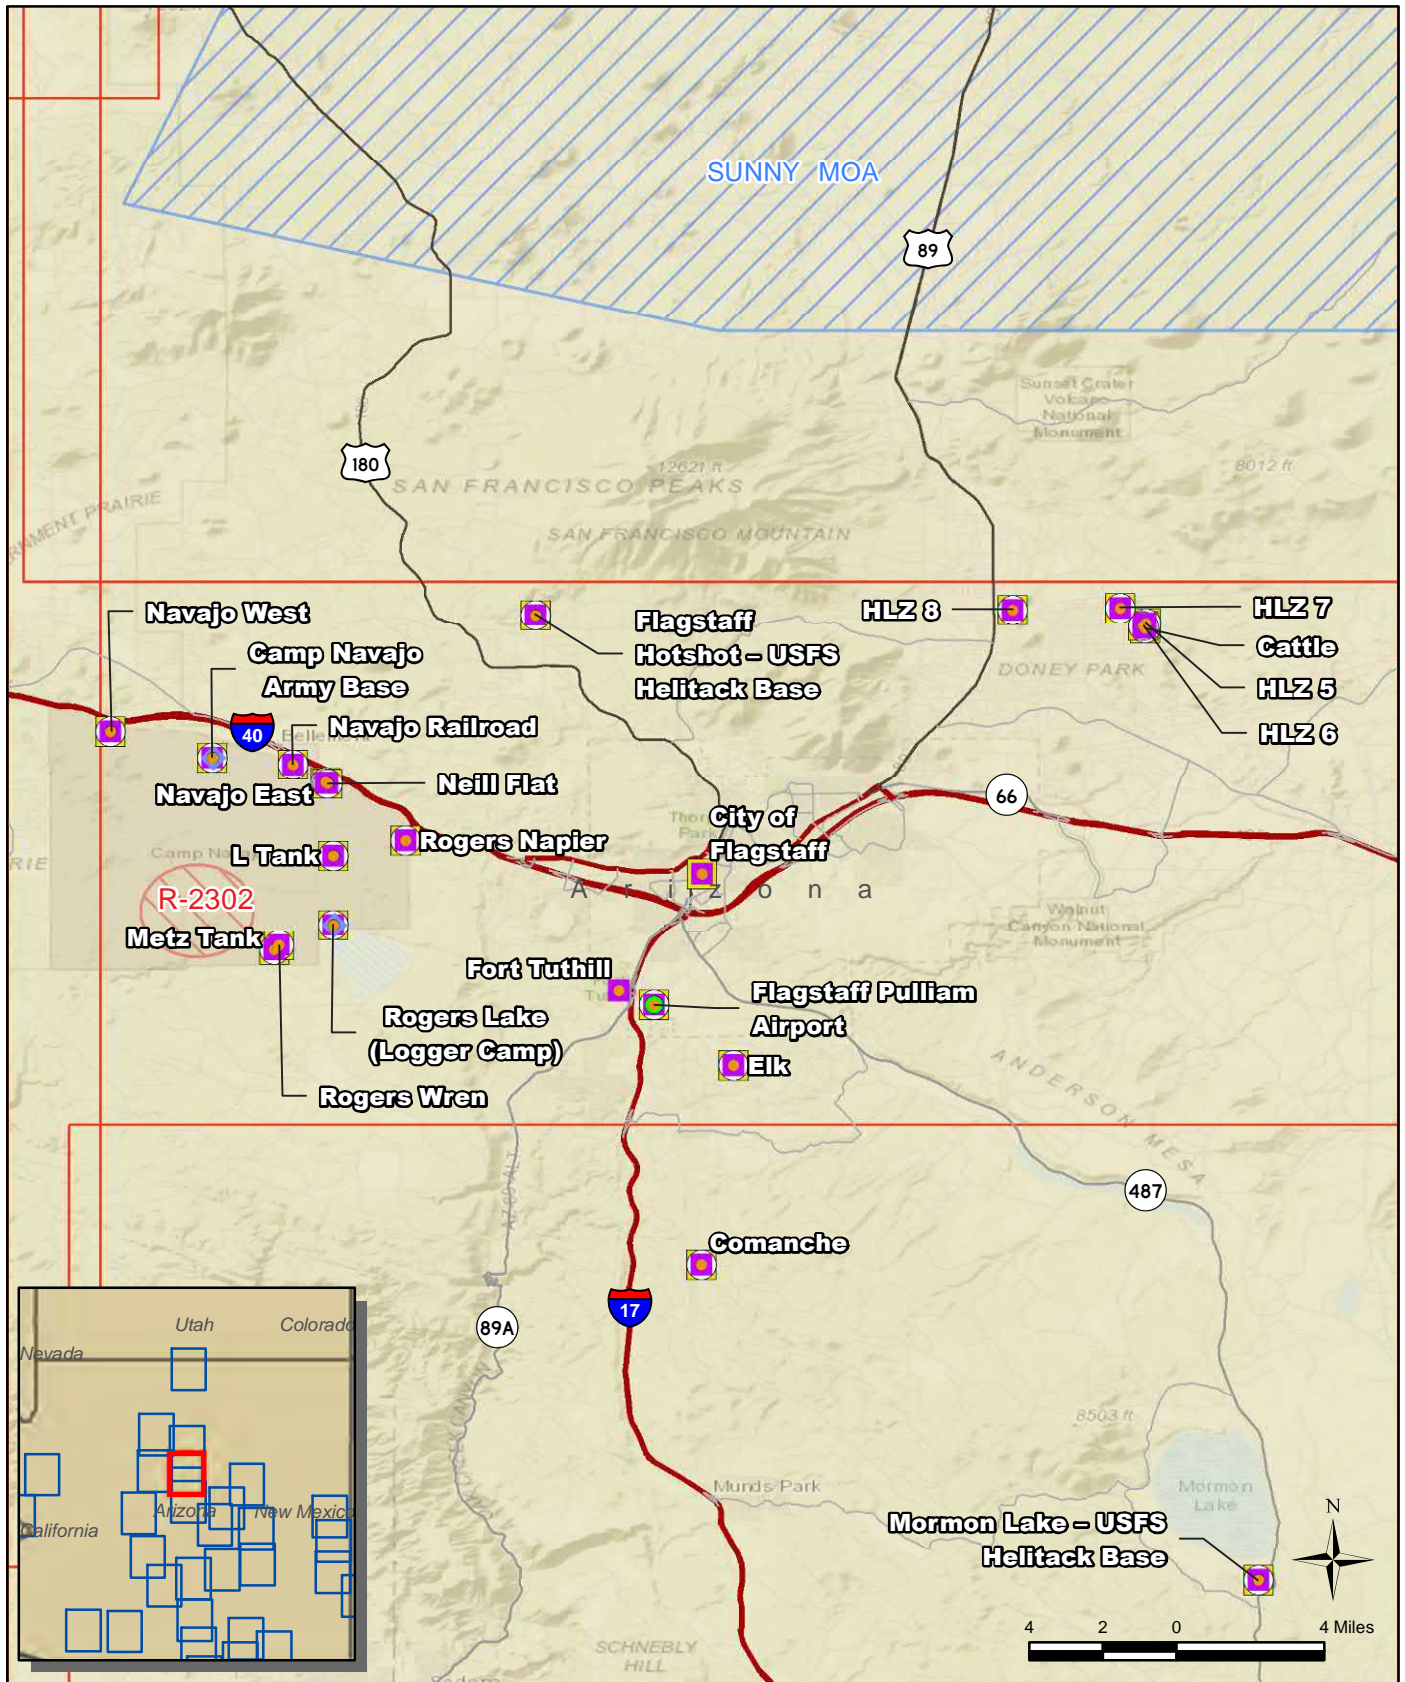 SUNNY MOA
89
Sunset Crater
Volcano
National
Monument
180
12621 ft
8012 ft
SAN FRANCISCO PEAKS
SAN FRANCISCO MOUNTAIN
RNMENT PRAIRIE
Navajo West
Camp Navajo
Army Base
Flagstaff
Hotshot – USFS
Helitack Base
HLZ 8
HLZ 7
Cattle
HLZ 5
HLZ 6
DONEY PARK
40
Bellemont
Navajo Railroad
Navajo East
Neill Flat
66
City of
Flagstaff
Rogers Napier
L Tank
RIE
Arizona
R-2302
Metz Tank
Walnut
Canyon National
Monument
Fort Tuthill
Flagstaff Pulliam
Airport
Rogers Lake
(Logger Camp)
Elk
Rogers Wren
ANDERSON MESA
487
Comanche
17
89A
8503 ft
Munds Park
Mormon
Lake
Mormon Lake – USFS
Helitack Base
N
4 2 0 4 Miles
SCHNEBLY
HILL
Utah
Colorado
Nevada
Arizona
New Mexico
California